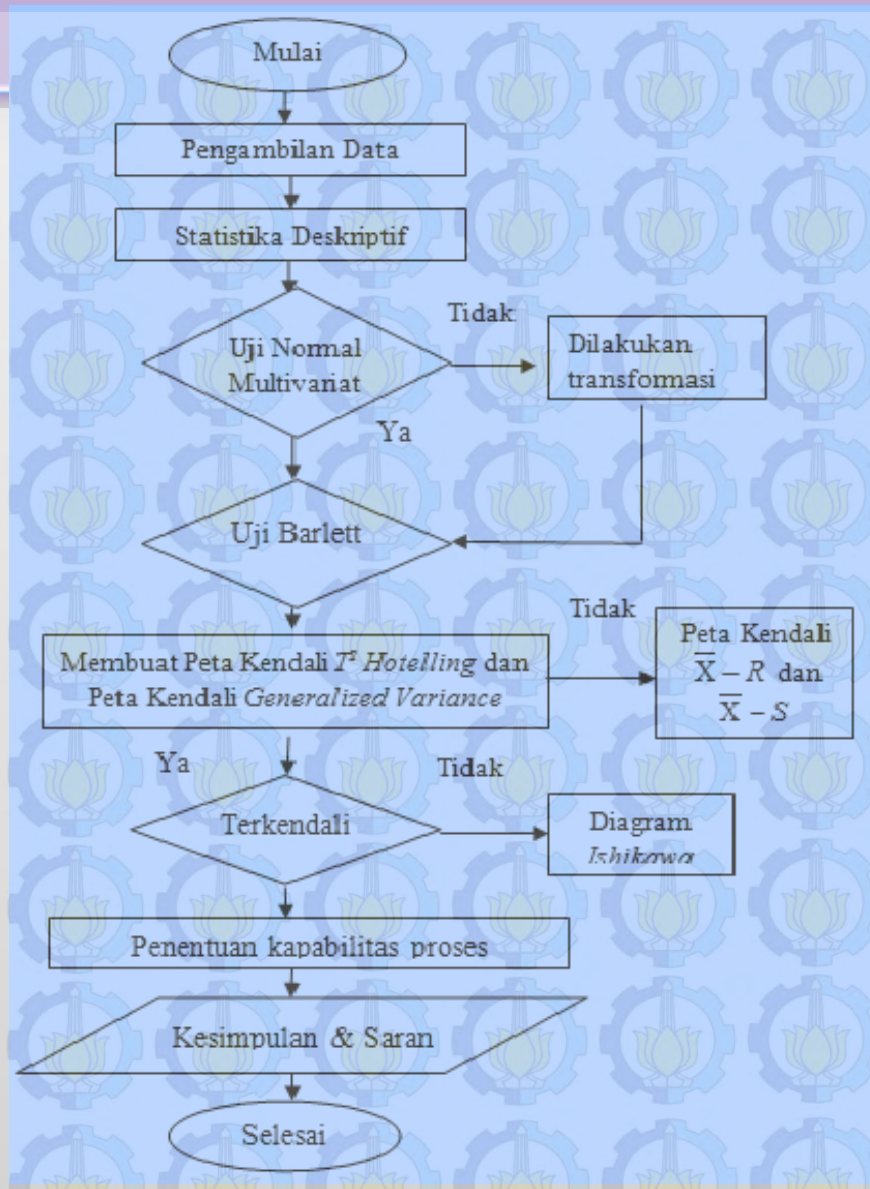 Mulai
Pengambilan Data
Statistika Deskriptif
Uji Normal
Multivariat
Tidak
Dilakukan
transformasi
Ya
Uji Barlett
Membuat Peta Kendali T² Hotelling dan
Peta Kendali Generalized Variance
Tidak
Peta Kendali
X̅ – R dan
X̅ – S
Ya
Tidak
Terkendali
Diagram
Ishikawa
Penentuan kapabilitas proses
Kesimpulan & Saran
Selesai